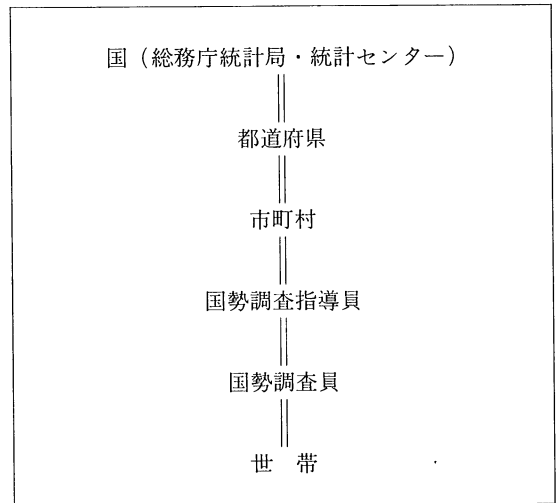 国（総務庁統計局・統計センター）
都道府県
市町村
国勢調査指導員
国勢調査員
世　帯